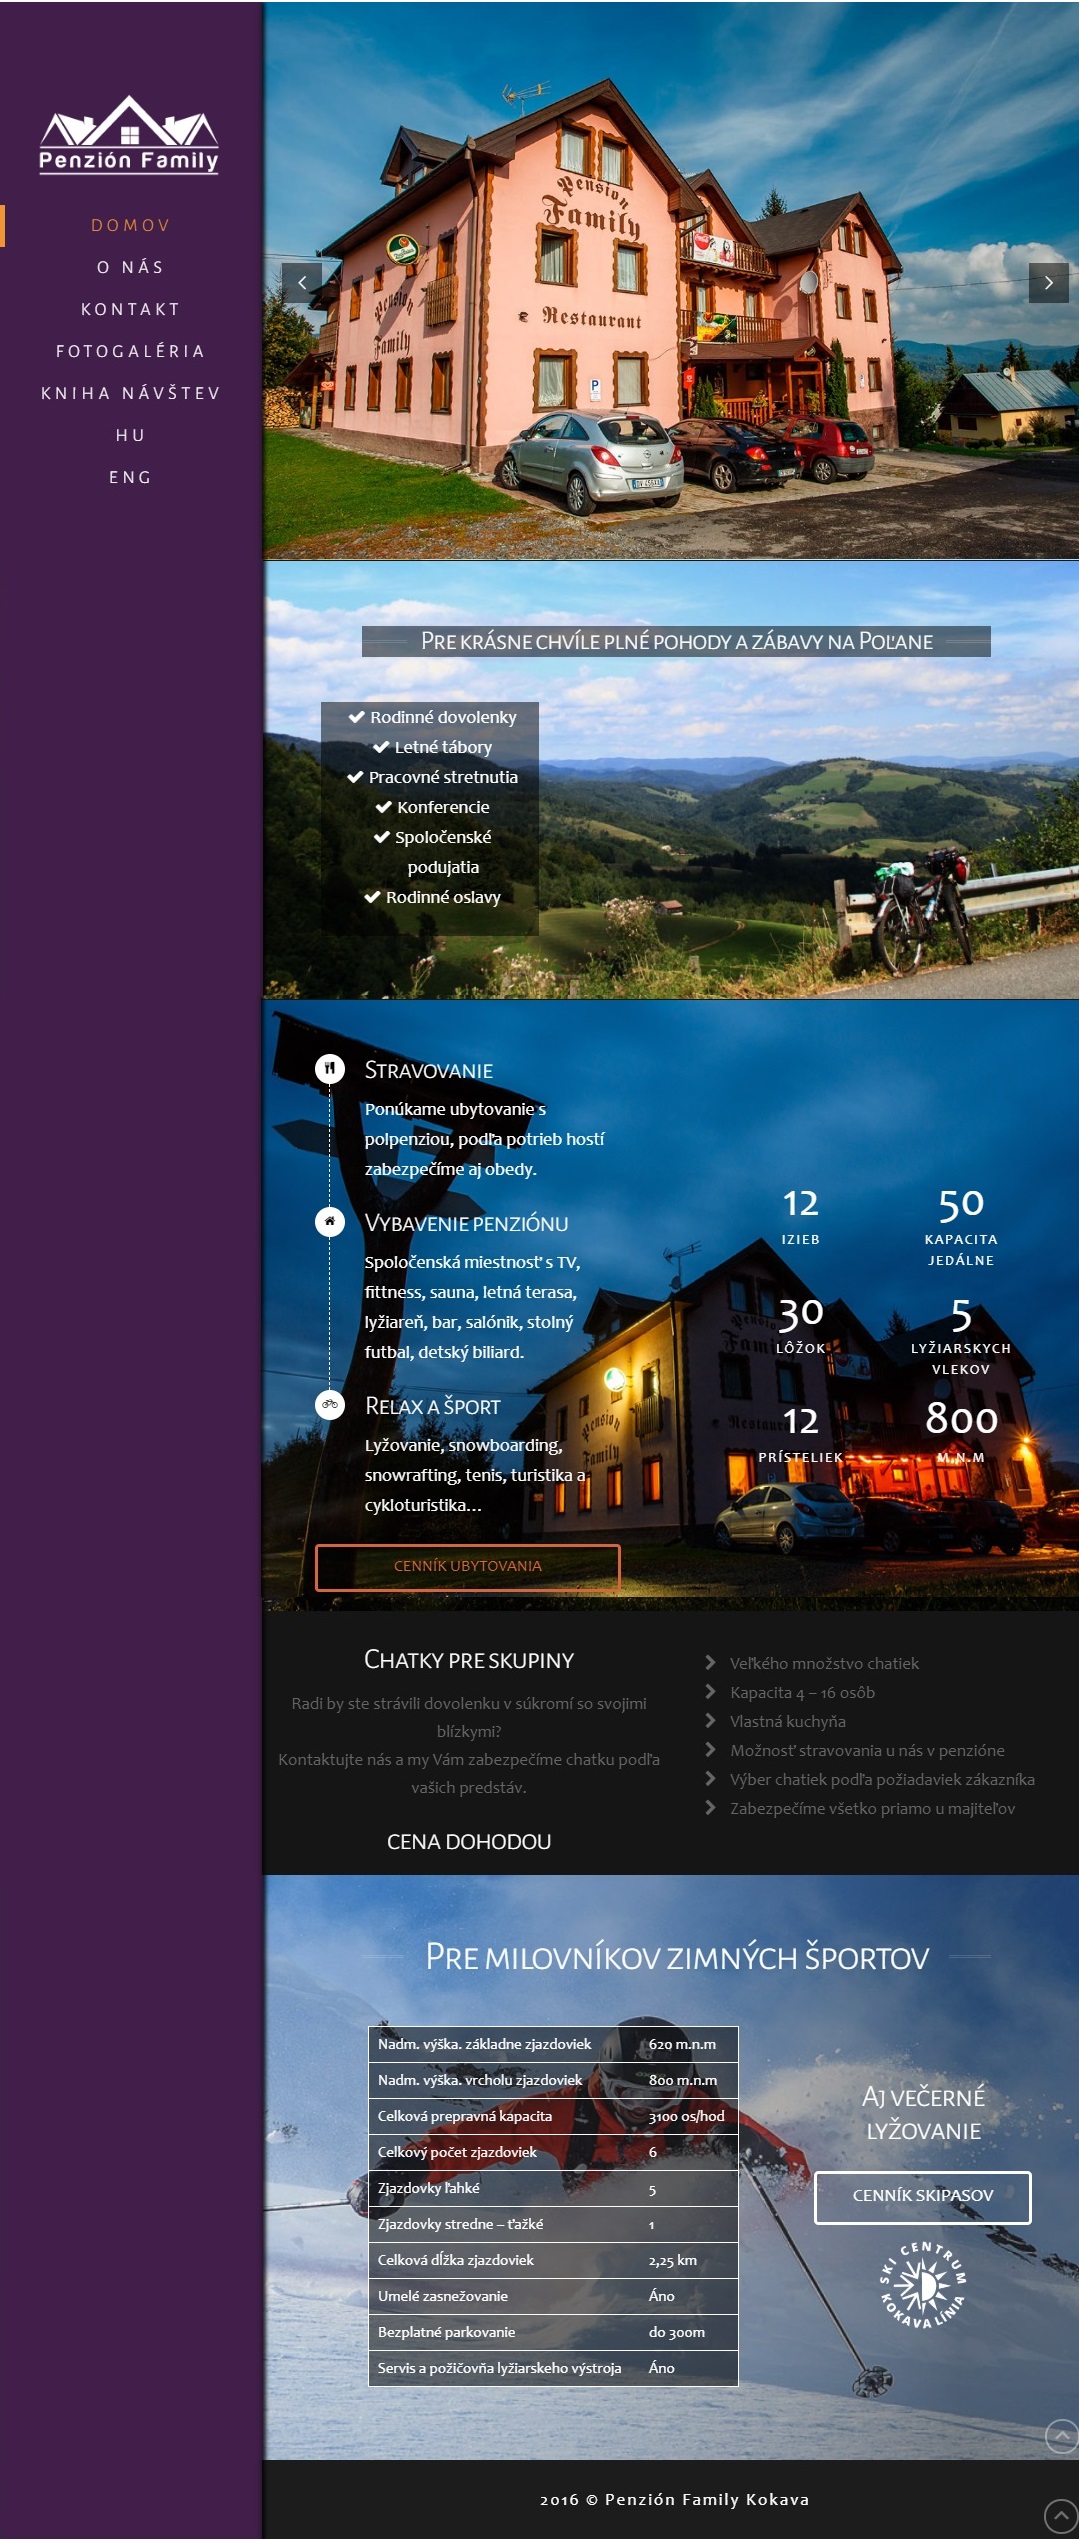 Penzión Family
DOMOV
O NÁS
KONTAKT
FOTOGALÉRIA
KNIHA NÁVŠTEV
HU
ENG
Pension
Family
Restaurant
Pension
Family
P
Pre krásne chvíle plné pohody a zábavy na Poľane
Rodinné dovolenky
Letné tábory
Pracovné stretnutia
Konferencie
Spoločenské
podujatia
Rodinné oslavy
Stravovanie
Ponúkame ubytovanie s
polpenziou, podľa potrieb hostí
zabezpečíme aj obedy.
Vybavenie penziónu
Spoločenská miestnosť s TV,
fittness, sauna, letná terasa,
lyžiareň, bar, salónik, stolný
futbal, detský biliard.
Relax a šport
Lyžovanie, snowboarding,
snowrafting, tenis, turistika a
cykloturistika...
CENNÍK UBYTOVANIA
12
IZIEB
50
KAPACITA
JEDÁLNE
30
LÔŽOK
5
LYŽIARSKYCH
VLEKOV
12
PRÍSTELIEK
800
M.N.M
Pension
Family
Chatky pre skupiny
Radi by ste strávili dovolenku v súkromí so svojimi
blízkymi?
Kontaktujte nás a my Vám zabezpečíme chatku podľa
vašich predstáv.
CENA DOHODOU
Veľkého množstvo chatiek
Kapacita 4 – 16 osôb
Vlastná kuchyňa
Možnosť stravovania u nás v penzióne
Výber chatiek podľa požiadaviek zákazníka
Zabezpečíme všetko priamo u majiteľov
Pre milovníkov zimných športov
Nadm. výška. základne zjazdoviek 620 m.n.m
Nadm. výška. vrcholu zjazdoviek 800 m.n.m
Celková prepravná kapacita 3100 os/hod
Celkový počet zjazdoviek 6
Zjazdovky ľahké 5
Zjazdovky stredne – ťažké 1
Celková dĺžka zjazdoviek 2,25 km
Umelé zasnežovanie Áno
Bezplatné parkovanie do 300m
Servis a požičovňa lyžiarskeho výstroja Áno
Aj večerné
lyžovanie
CENNÍK SKIPASOV
SKI CENTRUM
KOKAVA LÍNIA
2016 © Penzión Family Kokava